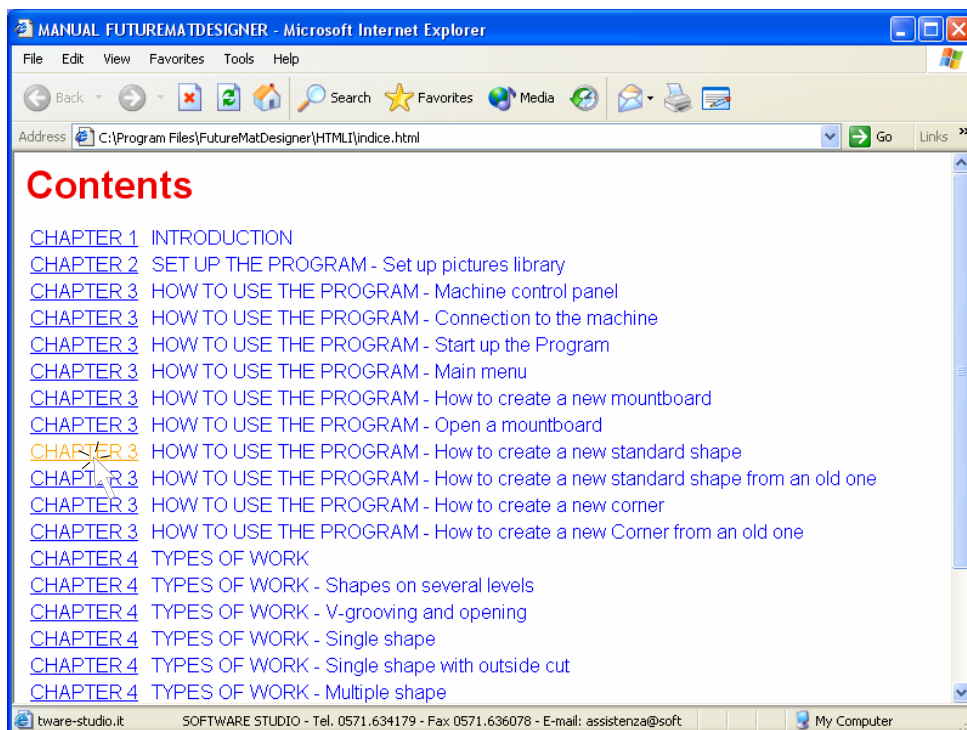 MANUAL FUTUREMATDESIGNER - Microsoft Internet Explorer
File Edit View Favorites Tools Help
Back Search Favorites Media
Address C:\Program Files\FutureMatDesigner\HTMLI\indice.html Go Links »
Contents
CHAPTER 1 INTRODUCTION
CHAPTER 2 SET UP THE PROGRAM - Set up pictures library
CHAPTER 3 HOW TO USE THE PROGRAM - Machine control panel
CHAPTER 3 HOW TO USE THE PROGRAM - Connection to the machine
CHAPTER 3 HOW TO USE THE PROGRAM - Start up the Program
CHAPTER 3 HOW TO USE THE PROGRAM - Main menu
CHAPTER 3 HOW TO USE THE PROGRAM - How to create a new mountboard
CHAPTER 3 HOW TO USE THE PROGRAM - Open a mountboard
CHAPTER 3 HOW TO USE THE PROGRAM - How to create a new standard shape
CHAPTER 3 HOW TO USE THE PROGRAM - How to create a new standard shape from an old one
CHAPTER 3 HOW TO USE THE PROGRAM - How to create a new corner
CHAPTER 3 HOW TO USE THE PROGRAM - How to create a new Corner from an old one
CHAPTER 4 TYPES OF WORK
CHAPTER 4 TYPES OF WORK - Shapes on several levels
CHAPTER 4 TYPES OF WORK - V-grooving and opening
CHAPTER 4 TYPES OF WORK - Single shape
CHAPTER 4 TYPES OF WORK - Single shape with outside cut
CHAPTER 4 TYPES OF WORK - Multiple shape
tware-studio.it SOFTWARE STUDIO - Tel. 0571.634179 - Fax 0571.636078 - E-mail: assistenza@soft My Computer